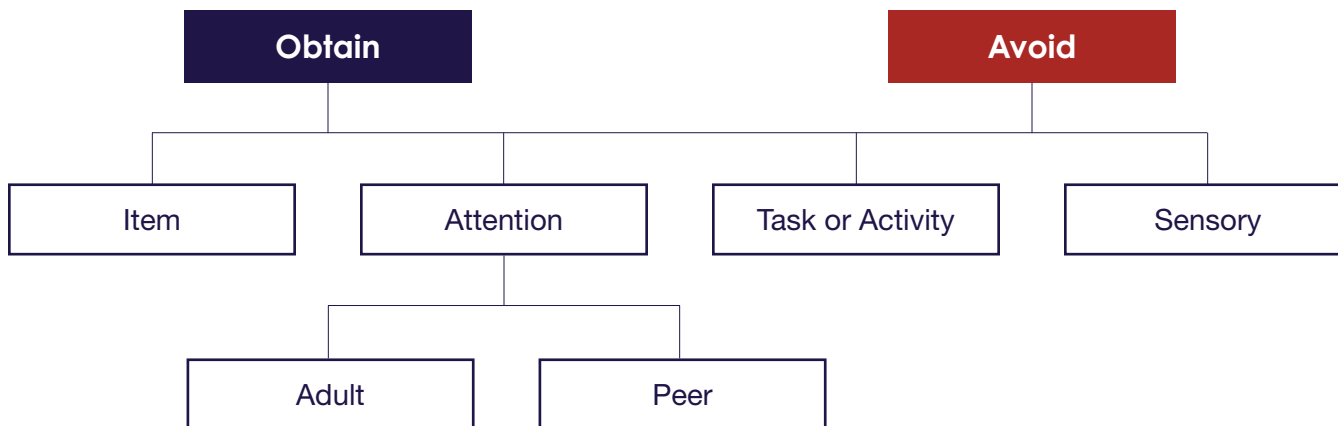 Obtain
Avoid
Item
Attention
Task or Activity
Sensory
Adult
Peer